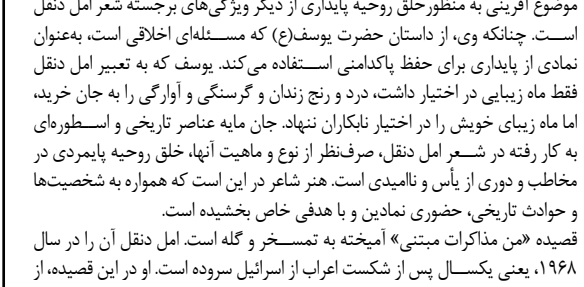 موضوع آفرینی به منظورخلق روحیه پایداری از دیگر ویژگی‌های برجسته شعر امل دنقل
است. چنانکه وی، از داستان حضرت یوسف(ع) که مسئله‌ای اخلاقی است، به‌عنوان
نمادی از پایداری برای حفظ پاکدامنی استفاده می‌کند. یوسف که به تعبیر امل دنقل
فقط ماه زیبایی در اختیار داشت، درد و رنج زندان و گرسنگی و آوارگی را به جان خرید،
اما ماه زیبای خویش را در اختیار نابکاران ننهاد. جان مایه عناصر تاریخی و اسطوره‌ای
به کار رفته در شعر امل دنقل، صرف‌نظر از نوع و ماهیت آنها، خلق روحیه پایمردی در
مخاطب و دوری از یأس و ناامیدی است. هنر شاعر در این است که همواره به شخصیت‌ها
و حوادث تاریخی، حضوری نمادین و با هدفی خاص بخشیده است.
قصیده «من مذاکرات مبتنی» آمیخته به تمسخر و گله است. امل دنقل آن را در سال
۱۹۶۸، یعنی یکسال پس از شکست اعراب از اسرائیل سروده است. او در این قصیده، از